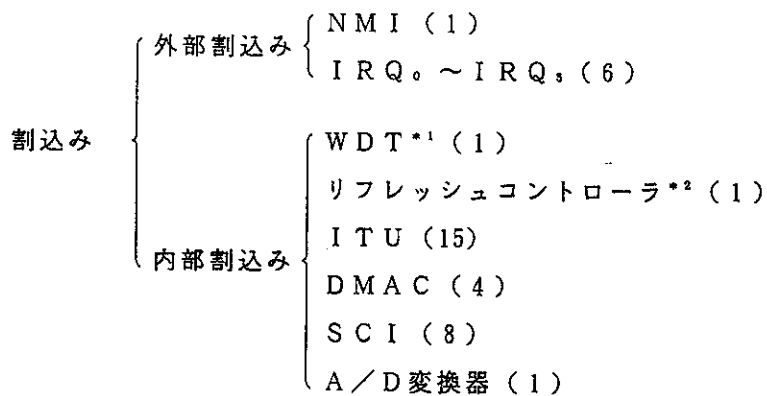 NMI (1)
外部割込み
IRQ₀ ～IRQ₅ (6)
割込み
WDT*¹ (1)
リフレッシュコントローラ*² (1)
ITU (15)
内部割込み
DMAC (4)
SCI (8)
A／D変換器 (1)